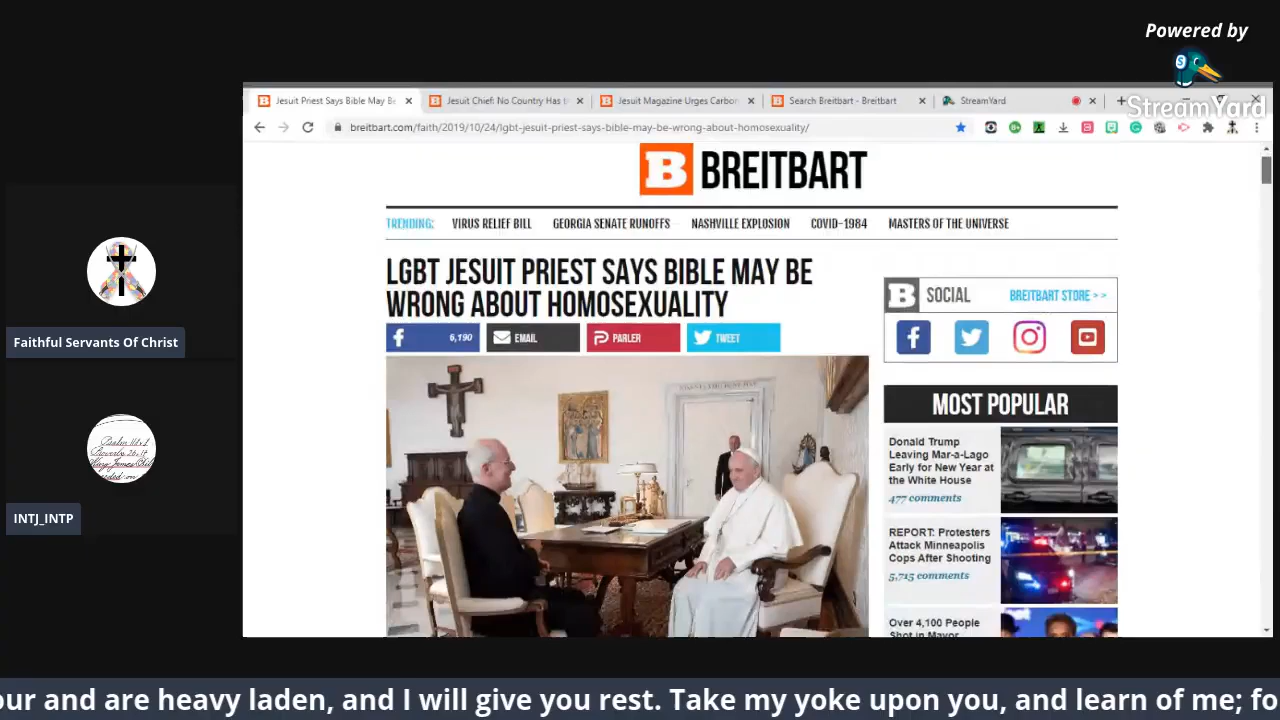 Powered by
StreamYard
Jesuit Priest Says Bible May Be
Jesuit Chief: No Country Has th
Jesuit Magazine Urges Carbon
Search Breitbart - Breitbart
StreamYard
breitbart.com/faith/2019/10/24/lgbt-jesuit-priest-says-bible-may-be-wrong-about-homosexuality/
B BREITBART
TRENDING: VIRUS RELIEF BILL GEORGIA SENATE RUNOFFS NASHVILLE EXPLOSION COVID-1984 MASTERS OF THE UNIVERSE
LGBT JESUIT PRIEST SAYS BIBLE MAY BE
WRONG ABOUT HOMOSEXUALITY
6,190 EMAIL PARLER TWEET
B SOCIAL BREITBART STORE > >
MOST POPULAR
Donald Trump
Leaving Mar-a-Lago
Early for New Year at
the White House
477 comments
REPORT: Protesters
Attack Minneapolis
Cops After Shooting
5,715 comments
Over 4,100 People
Shot in Mayor
Faithful Servants Of Christ
INTJ_INTP
our and are heavy laden, and I will give you rest. Take my yoke upon you, and learn of me; fo